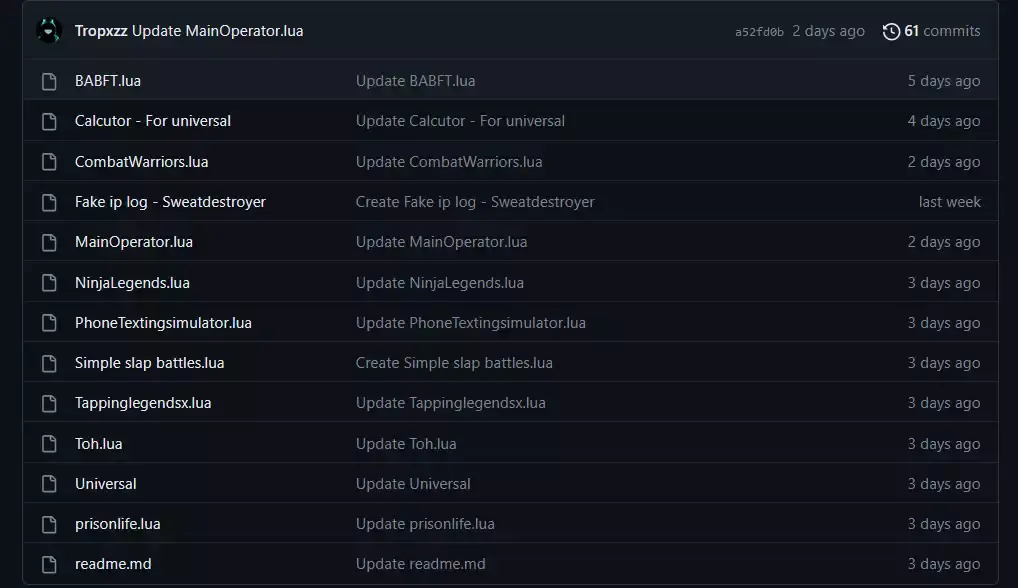 Tropxzz Update MainOperator.lua a52fd0b 2 days ago 61 commits
BABFT.lua Update BABFT.lua 5 days ago
Calcutor - For universal Update Calcutor - For universal 4 days ago
CombatWarriors.lua Update CombatWarriors.lua 2 days ago
Fake ip log - Sweatdestroyer Create Fake ip log - Sweatdestroyer last week
MainOperator.lua Update MainOperator.lua 2 days ago
NinjaLegends.lua Update NinjaLegends.lua 3 days ago
PhoneTextingsimulator.lua Update PhoneTextingsimulator.lua 3 days ago
Simple slap battles.lua Create Simple slap battles.lua 3 days ago
Tappinglegendsx.lua Update Tappinglegendsx.lua 3 days ago
Toh.lua Update Toh.lua 3 days ago
Universal Update Universal 3 days ago
prisonlife.lua Update prisonlife.lua 3 days ago
readme.md Update readme.md 3 days ago